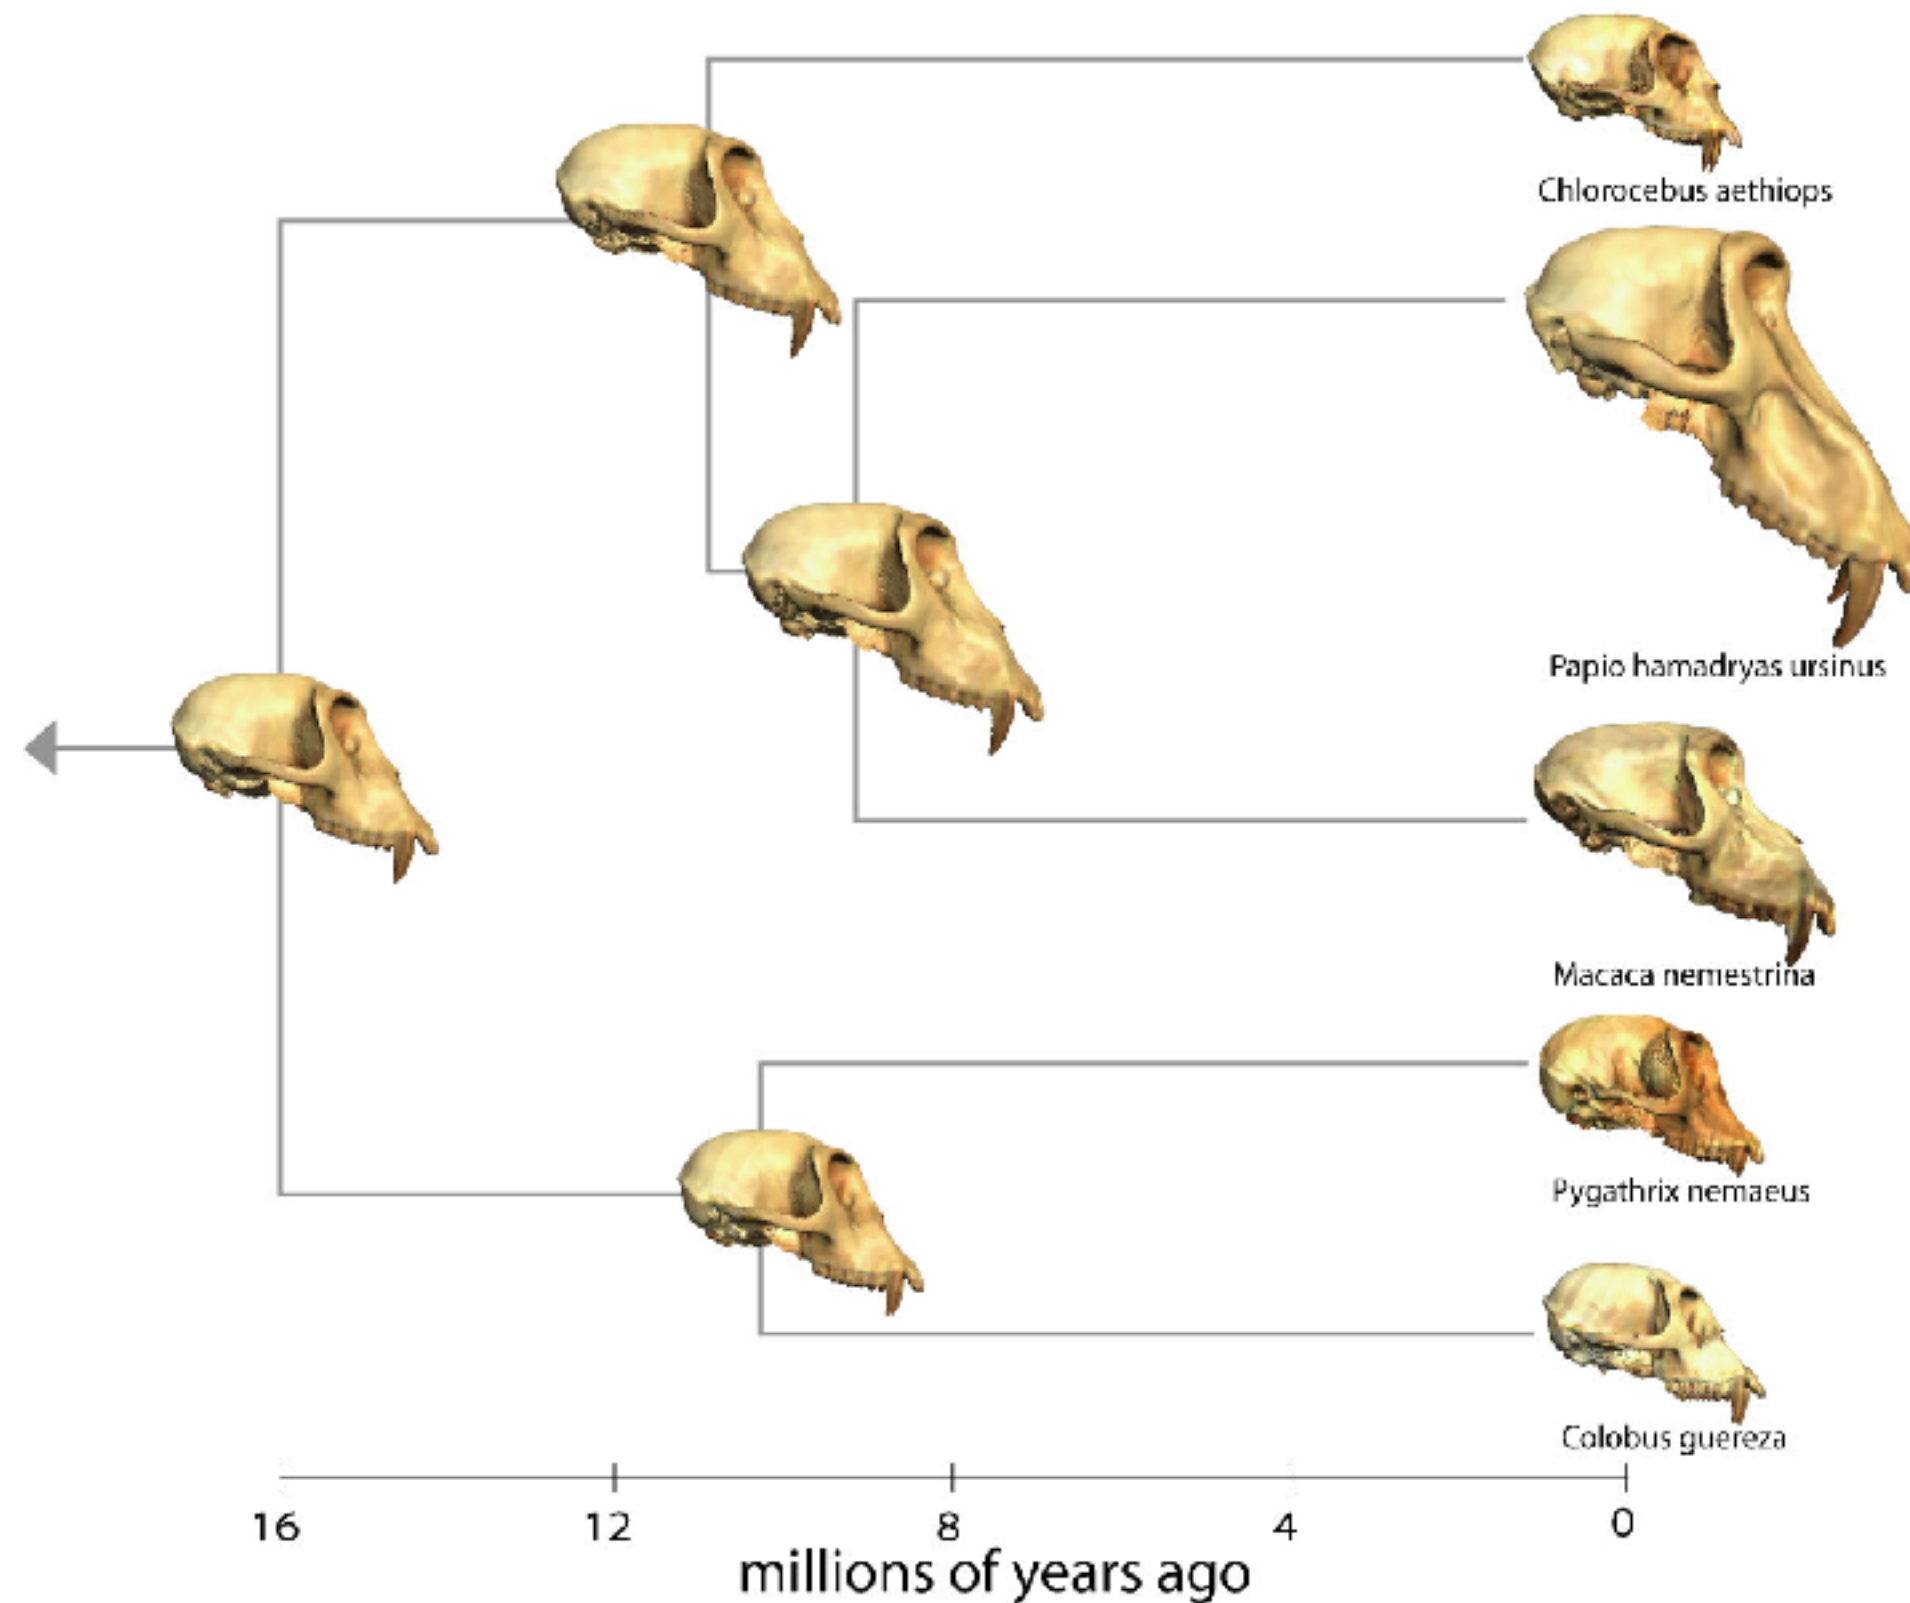 Chlorocebus aethiops
Papio hamadryas ursinus
Macaca nemestrina
Pygathrix nemaeus
Colobus guereza
16 12 8 4 0
millions of years ago